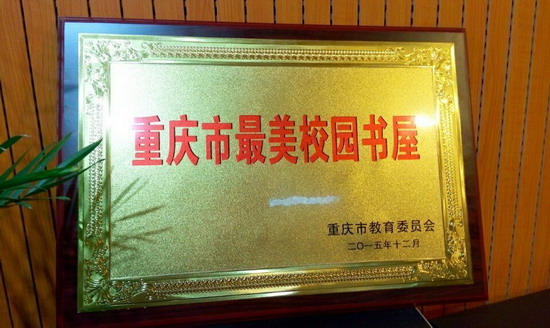 重庆市最美校园书屋
重庆市教育委员会
二〇一五年十二月